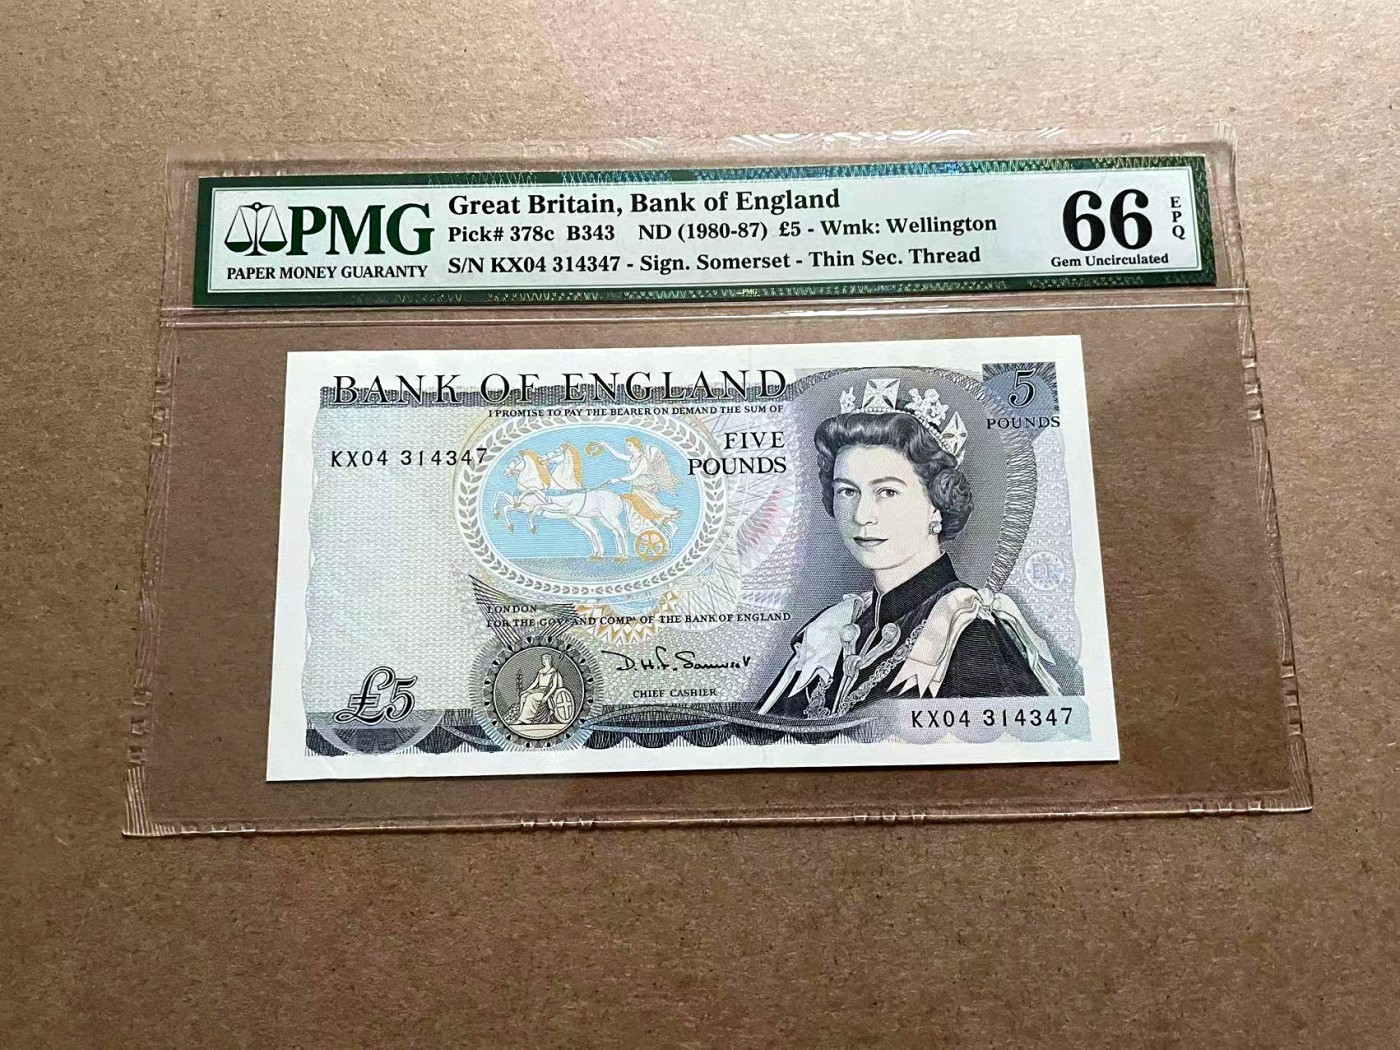 PMG
PAPER MONEY GUARANTY
Great Britain, Bank of England
Pick# 378c B343 ND (1980-87) £5 - Wmk: Wellington
S/N KX04 314347 - Sign. Somerset - Thin Sec. Thread
66
EPQ
Gem Uncirculated
PMG
BANK OF ENGLAND
I PROMISE TO PAY THE BEARER ON DEMAND THE SUM OF
FIVE
POUNDS
5
POUNDS
KX04 314347
LONDON
FOR THE GOVR AND COMPA OF THE BANK OF ENGLAND
D.H.F. Somerset
CHIEF CASHIER
£5
KX04 314347